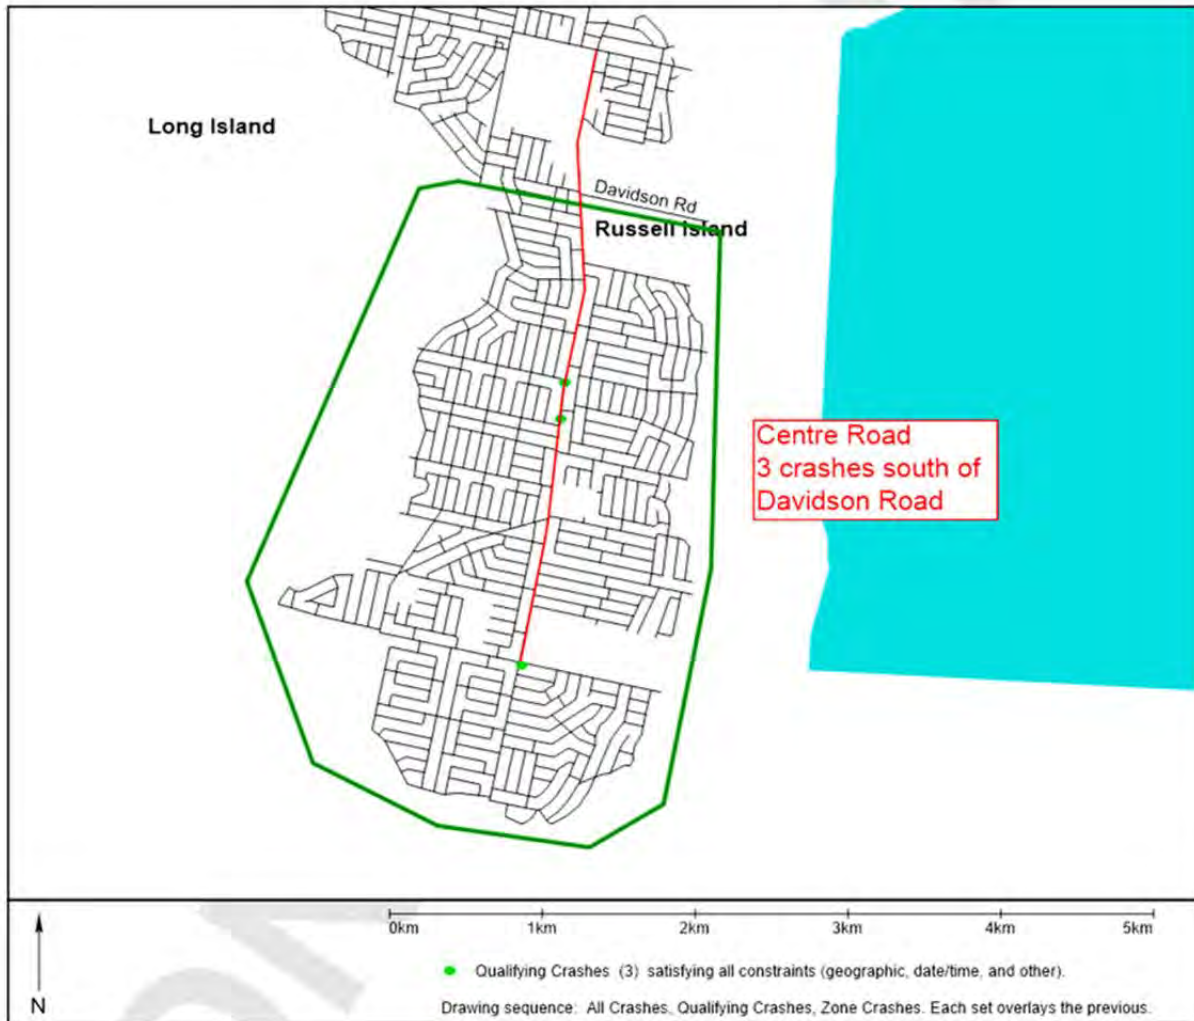 Long Island
Davidson Rd
Russell Island
Centre Road
3 crashes south of
Davidson Road
0km 1km 2km 3km 4km 5km
N
Qualifying Crashes (3) satisfying all constraints (geographic, date/time, and other).
Drawing sequence: All Crashes, Qualifying Crashes, Zone Crashes. Each set overlays the previous.